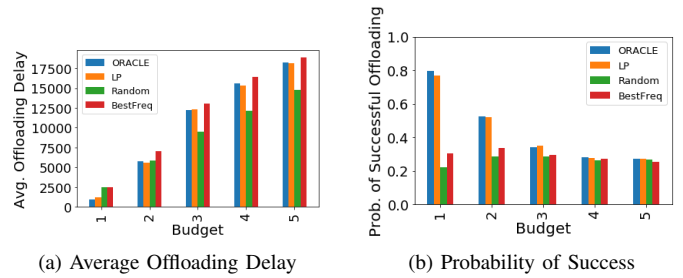 Avg. Offloading Delay
17500
15000
12500
10000
7500
5000
2500
0
ORACLE
LP
Random
BestFreq
1
2
3
4
5
Budget
(a) Average Offloading Delay
Prob. of Successful Offloading
1.0
0.8
0.6
0.4
0.2
0.0
ORACLE
LP
Random
BestFreq
1
2
3
4
5
Budget
(b) Probability of Success